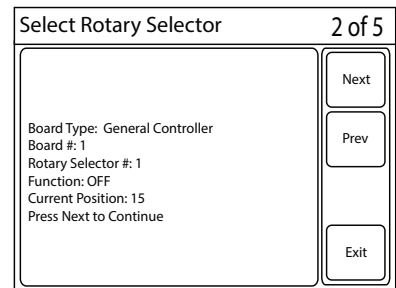 Select Rotary Selector 2 of 5
Next
Prev
Board Type: General Controller
Board #: 1
Rotary Selector #: 1
Function: OFF
Current Position: 15
Press Next to Continue
Exit